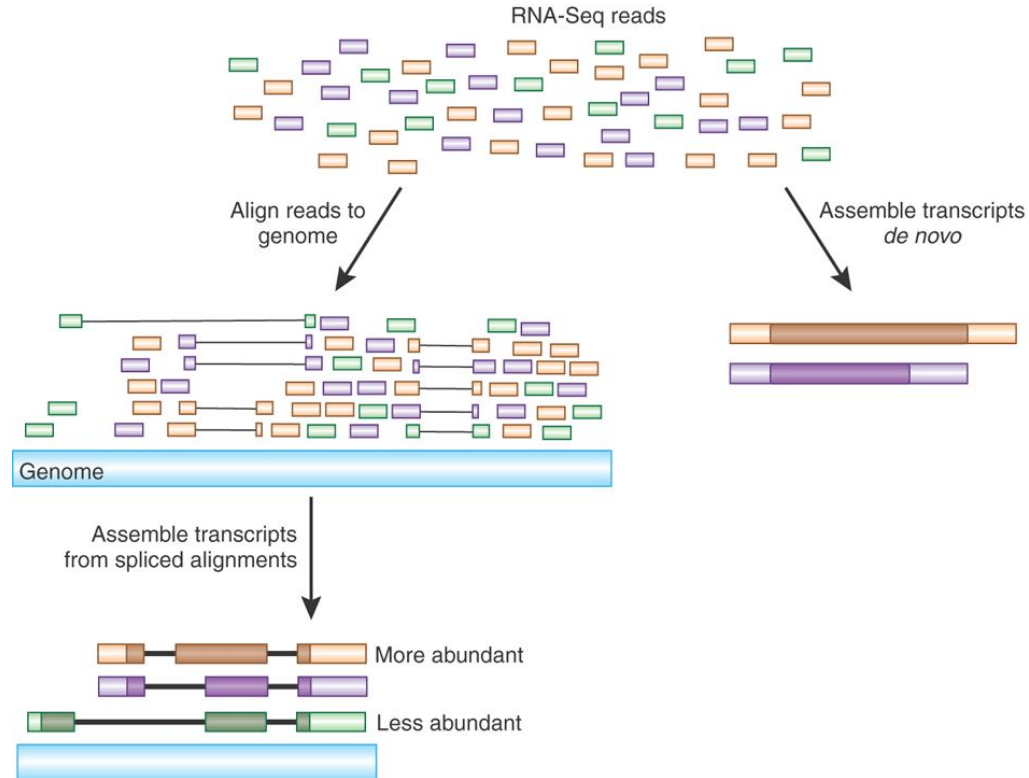 RNA-Seq reads
Align reads to
genome
Assemble transcripts
de novo
Genome
Assemble transcripts
from spliced alignments
More abundant
Less abundant